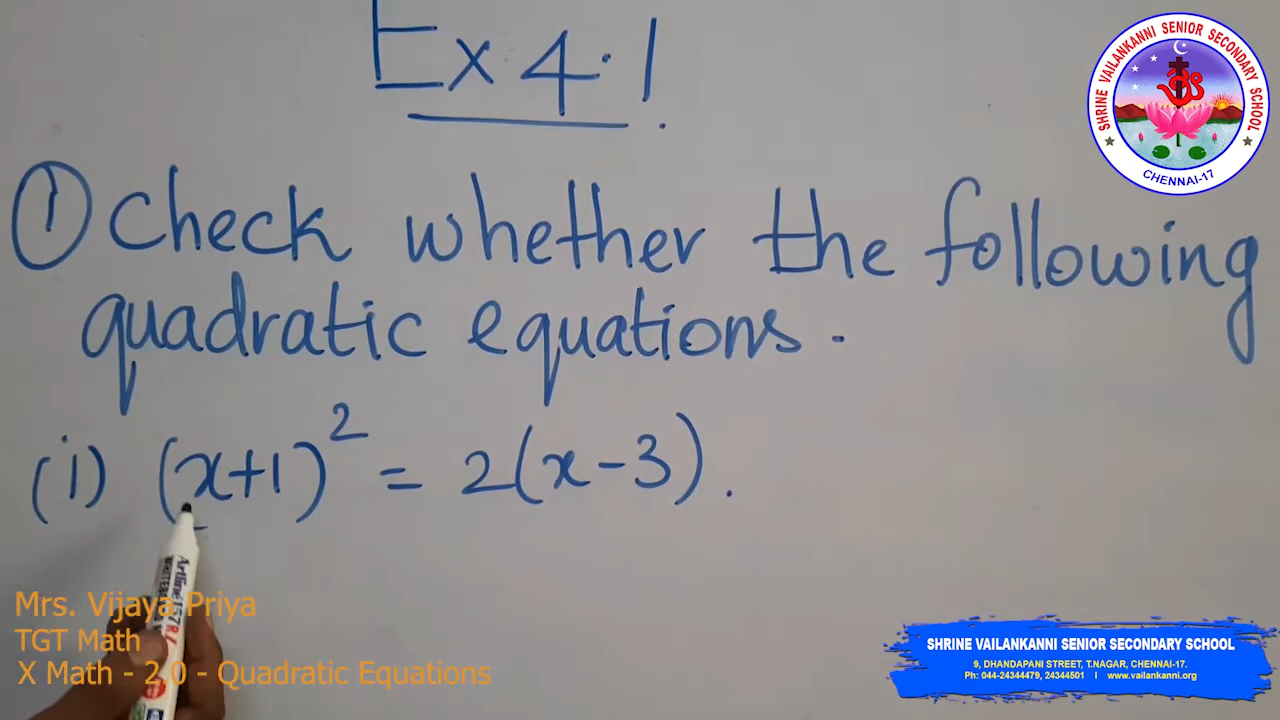 Ex 4.1.
① Check whether the following
quadratic equations.
(i) (x+1)² = 2(x-3).
SHRINE VAILANKANNI SENIOR SECONDARY SCHOOL
CHENNAI-17
Mrs. Vijaya Priya
TGT Math
X Math - 2.0 - Quadratic Equations
Artline 157R
SHRINE VAILANKANNI SENIOR SECONDARY SCHOOL
9, DHANDAPANI STREET, T.NAGAR, CHENNAI-17.
Ph: 044-24344479, 24344501 I www.vailankanni.org